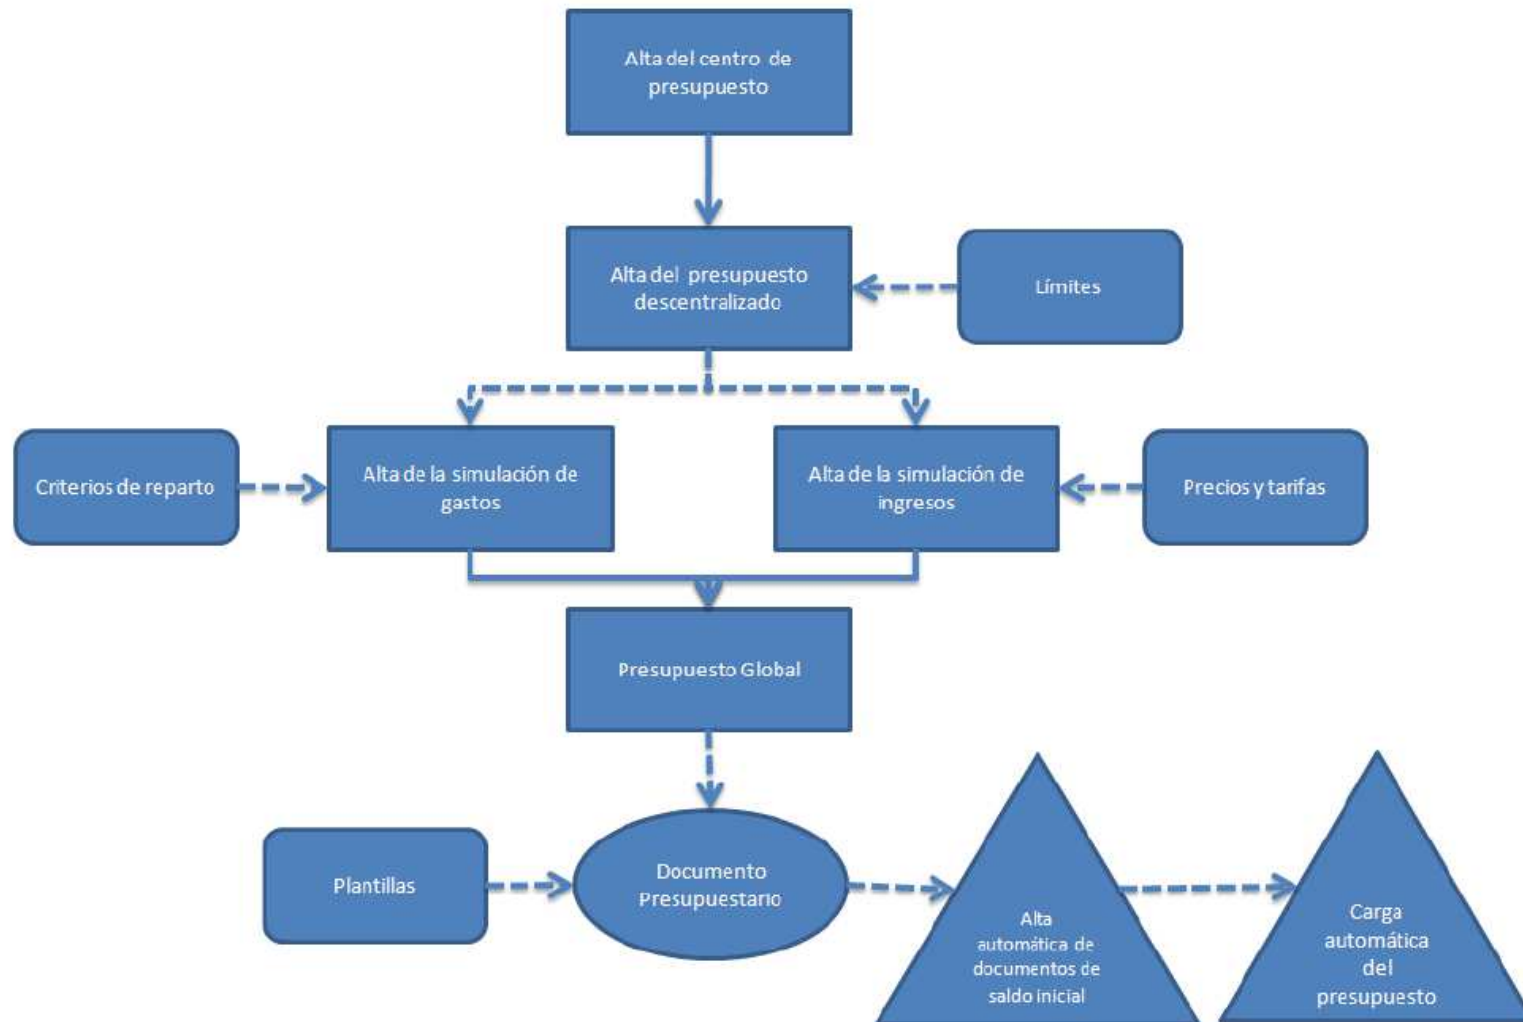 Alta del centro de
presupuesto
Alta del presupuesto
descentralizado
Límites
Criterios de reparto
Alta de la simulación de
gastos
Alta de la simulación de
ingresos
Precios y tarifas
Presupuesto Global
Plantillas
Documento
Presupuestario
Alta
automática de
documentos de
saldo inicial
Carga
automática
del
presupuesto